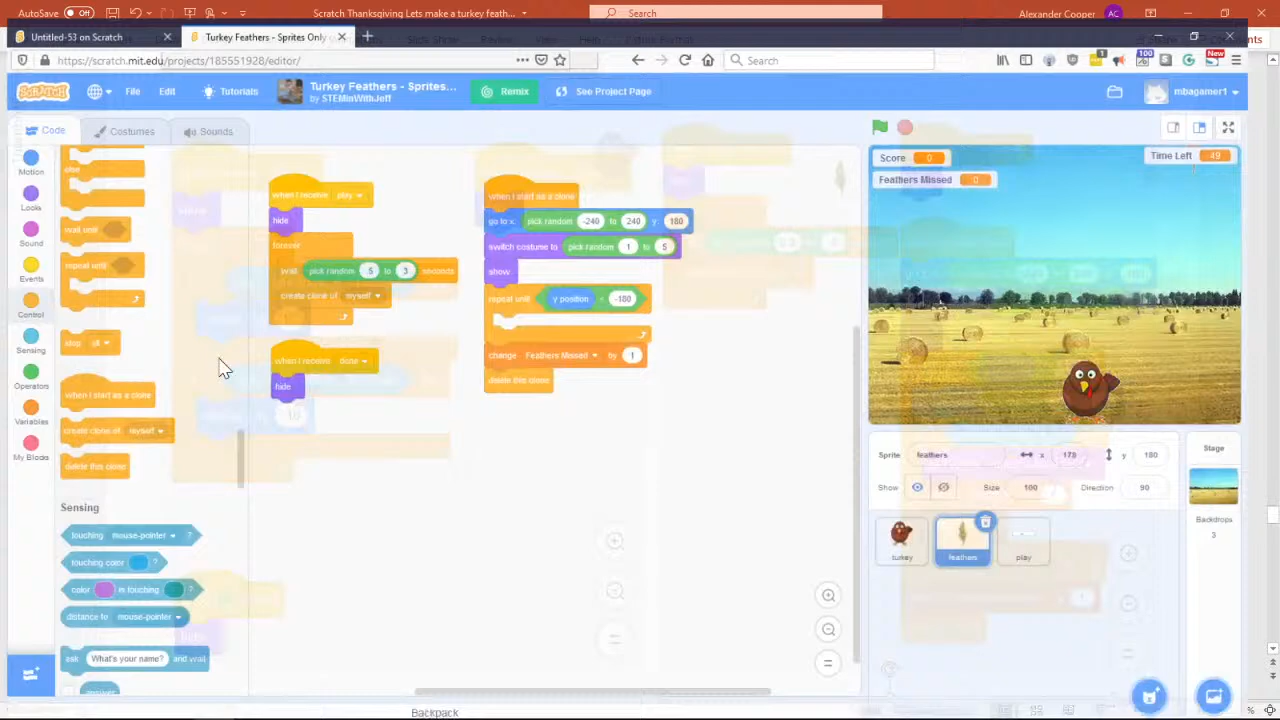 AutoSave Off
Scratch Thanksgiving Lets make a turkey feath...
Search
Alexander Cooper AC
Untitled-53 on Scratch
Turkey Feathers - Sprites Only
https://scratch.mit.edu/projects/185551928/editor/
Search
1
100
New
SCRATCH
File
Edit
Tutorials
Turkey Feathers - Sprites...
by STEMinWithJeff
Remix
See Project Page
mbagamer1
Code
Costumes
Sounds
Motion
Looks
Sound
Events
Control
Sensing
Operators
Variables
My Blocks
else
wait until
repeat until
stop all
when I start as a clone
create clone of myself
delete this clone
Sensing
touching mouse-pointer ?
touching color ?
color is touching ?
distance to mouse-pointer
ask What's your name? and wait
answer
when I receive play
hide
forever
wait pick random .5 to 3 seconds
create clone of myself
when I receive done
hide
when I start as a clone
go to x: pick random -240 to 240 y: 180
switch costume to pick random 1 to 5
show
repeat until y position < -180
change Feathers Missed by 1
delete this clone
Score 0
Time Left 49
Feathers Missed 0
Sprite feathers x 178 y 180
Show Size 100 Direction 90
turkey
feathers
play
Stage
Backdrops
3
Backpack